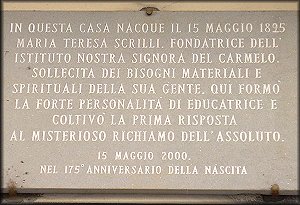 IN QUESTA CASA NACQUE IL 15 MAGGIO 1825
MARIA TERESA SCRILLI. FONDATRICE DELL'
ISTITUTO NOSTRA SIGNORA DEL CARMELO.
SOLLECITA DEI BISOGNI MATERIALI E
SPIRITUALI DELLA SUA GENTE, QUI FORMÒ
LA FORTE PERSONALITÀ DI EDUCATRICE E
COLTIVÒ LA PRIMA RISPOSTA
AL MISTERIOSO RICHIAMO DELL'ASSOLUTO.
15 MAGGIO 2000.
NEL 175° ANNIVERSARIO DELLA NASCITA